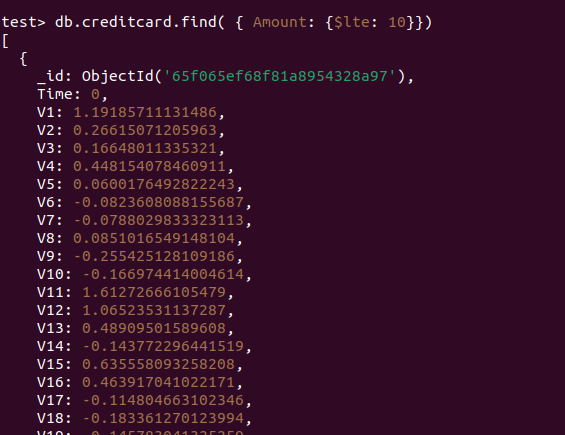 test> db.creditcard.find( { Amount: {$lte: 10}})
[
  {
    _id: ObjectId('65f065ef68f81a8954328a97'),
    Time: 0,
    V1: 1.19185711131486,
    V2: 0.26615071205963,
    V3: 0.16648011335321,
    V4: 0.448154078460911,
    V5: 0.0600176492822243,
    V6: -0.0823608088155687,
    V7: -0.0788029833323113,
    V8: 0.0851016549148104,
    V9: -0.255425128109186,
    V10: -0.166974414004614,
    V11: 1.61272666105479,
    V12: 1.06523531137287,
    V13: 0.48909501589608,
    V14: -0.143772296441519,
    V15: 0.635558093258208,
    V16: 0.463917041022171,
    V17: -0.114804663102346,
    V18: -0.183361270123994,